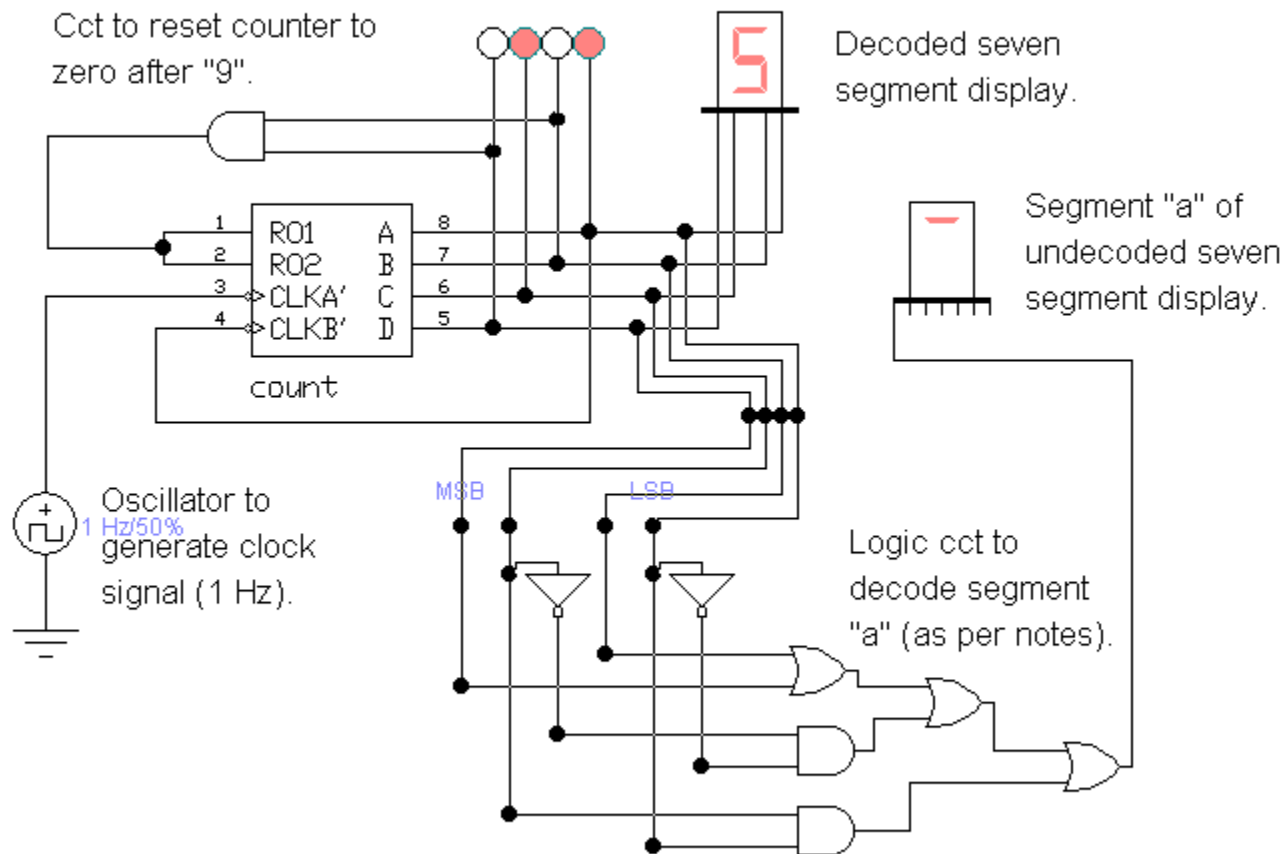 Cct to reset counter to
zero after "9".
Decoded seven
segment display.
5
Segment "a" of
undecoded seven
segment display.
1 RO1 A 8
2 RO2 B 7
3 CLKA' C 6
4 CLKB' D 5
count
MSB LSB
Oscillator to
1 Hz/50%
generate clock
signal (1 Hz).
Logic cct to
decode segment
"a" (as per notes).